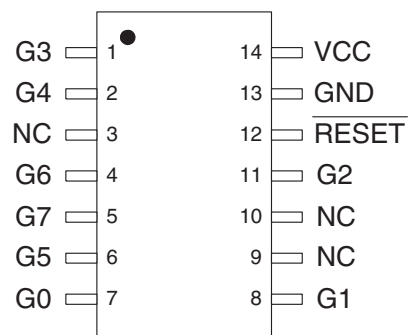 G3 1 14 VCC
G4 2 13 GND
NC 3 12 RESET
G6 4 11 G2
G7 5 10 NC
G5 6 9 NC
G0 7 8 G1